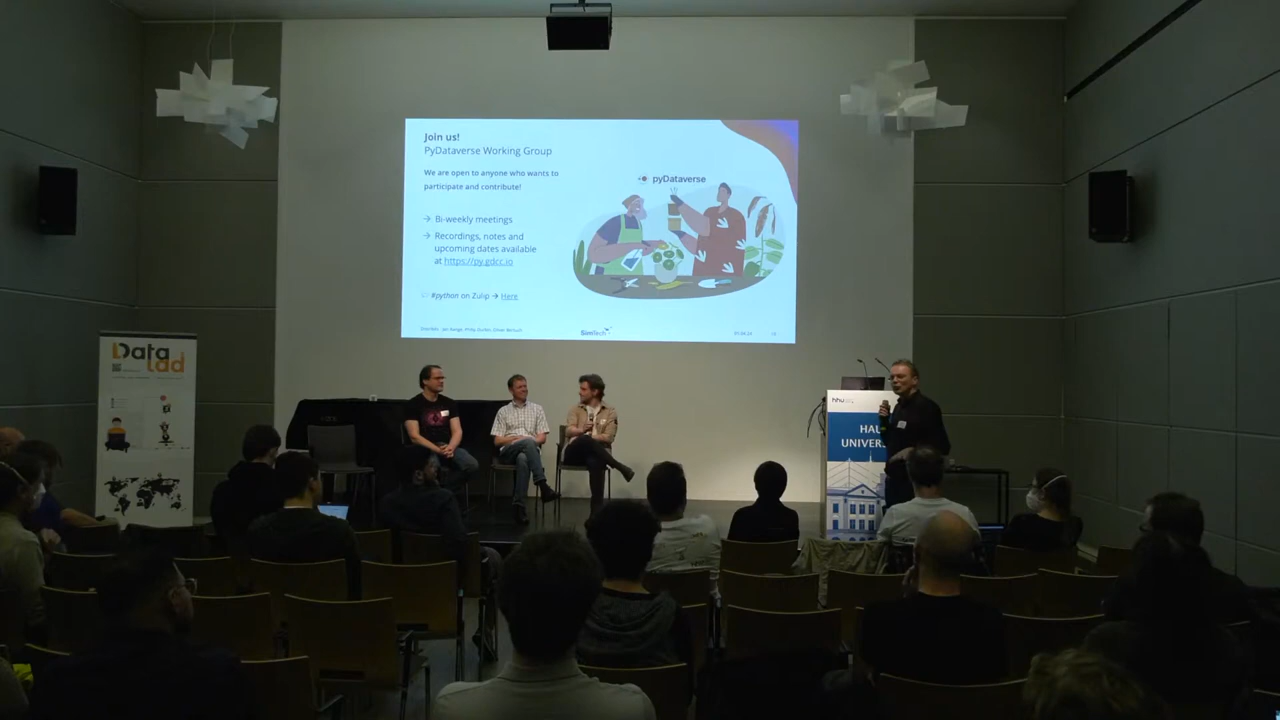 Join us!
PyDataverse Working Group
We are open to anyone who wants to
participate and contribute!
→ Bi-weekly meetings
→ Recordings, notes and
upcoming dates available
at https://py.gdcc.io
#python on Zulip → Here
pyDataverse
SimTech
Data
lad
hhu
HAU
UNIVER